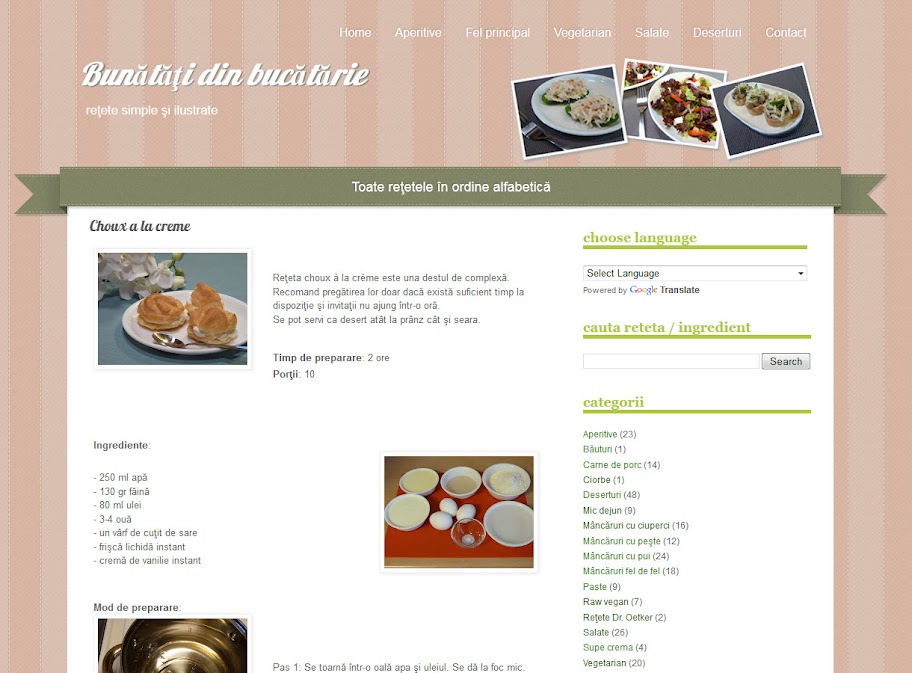 Home Aperitive Fel principal Vegetarian Salate Deserturi Contact
Bunătăţi din bucătărie
reţete simple şi ilustrate
Toate reţetele în ordine alfabetică
Choux a la creme
Reţeta choux à la crème este una destul de complexă.
Recomand pregătirea lor doar dacă există suficient timp la
dispoziţie şi invitaţii nu ajung într-o oră.
Se pot servi ca desert atât la prânz cât şi seara.
Timp de preparare: 2 ore
Porţii: 10
Ingrediente:
- 250 ml apă
- 130 gr făină
- 80 ml ulei
- 3-4 ouă
- un vârf de cuţit de sare
- frişcă lichidă instant
- cremă de vanilie instant
Mod de preparare:
Pas 1: Se toarnă într-o oală apa şi uleiul. Se dă la foc mic.
choose language
Select Language
Powered by Google Translate
cauta reteta / ingredient
Search
categorii
Aperitive (23)
Băuturi (1)
Carne de porc (14)
Ciorbe (1)
Deserturi (48)
Mic dejun (9)
Mâncăruri cu ciuperci (16)
Mâncăruri cu peşte (12)
Mâncăruri cu pui (24)
Mâncăruri fel de fel (18)
Paste (9)
Raw vegan (7)
Reţete Dr. Oetker (2)
Salate (26)
Supe crema (4)
Vegetarian (20)